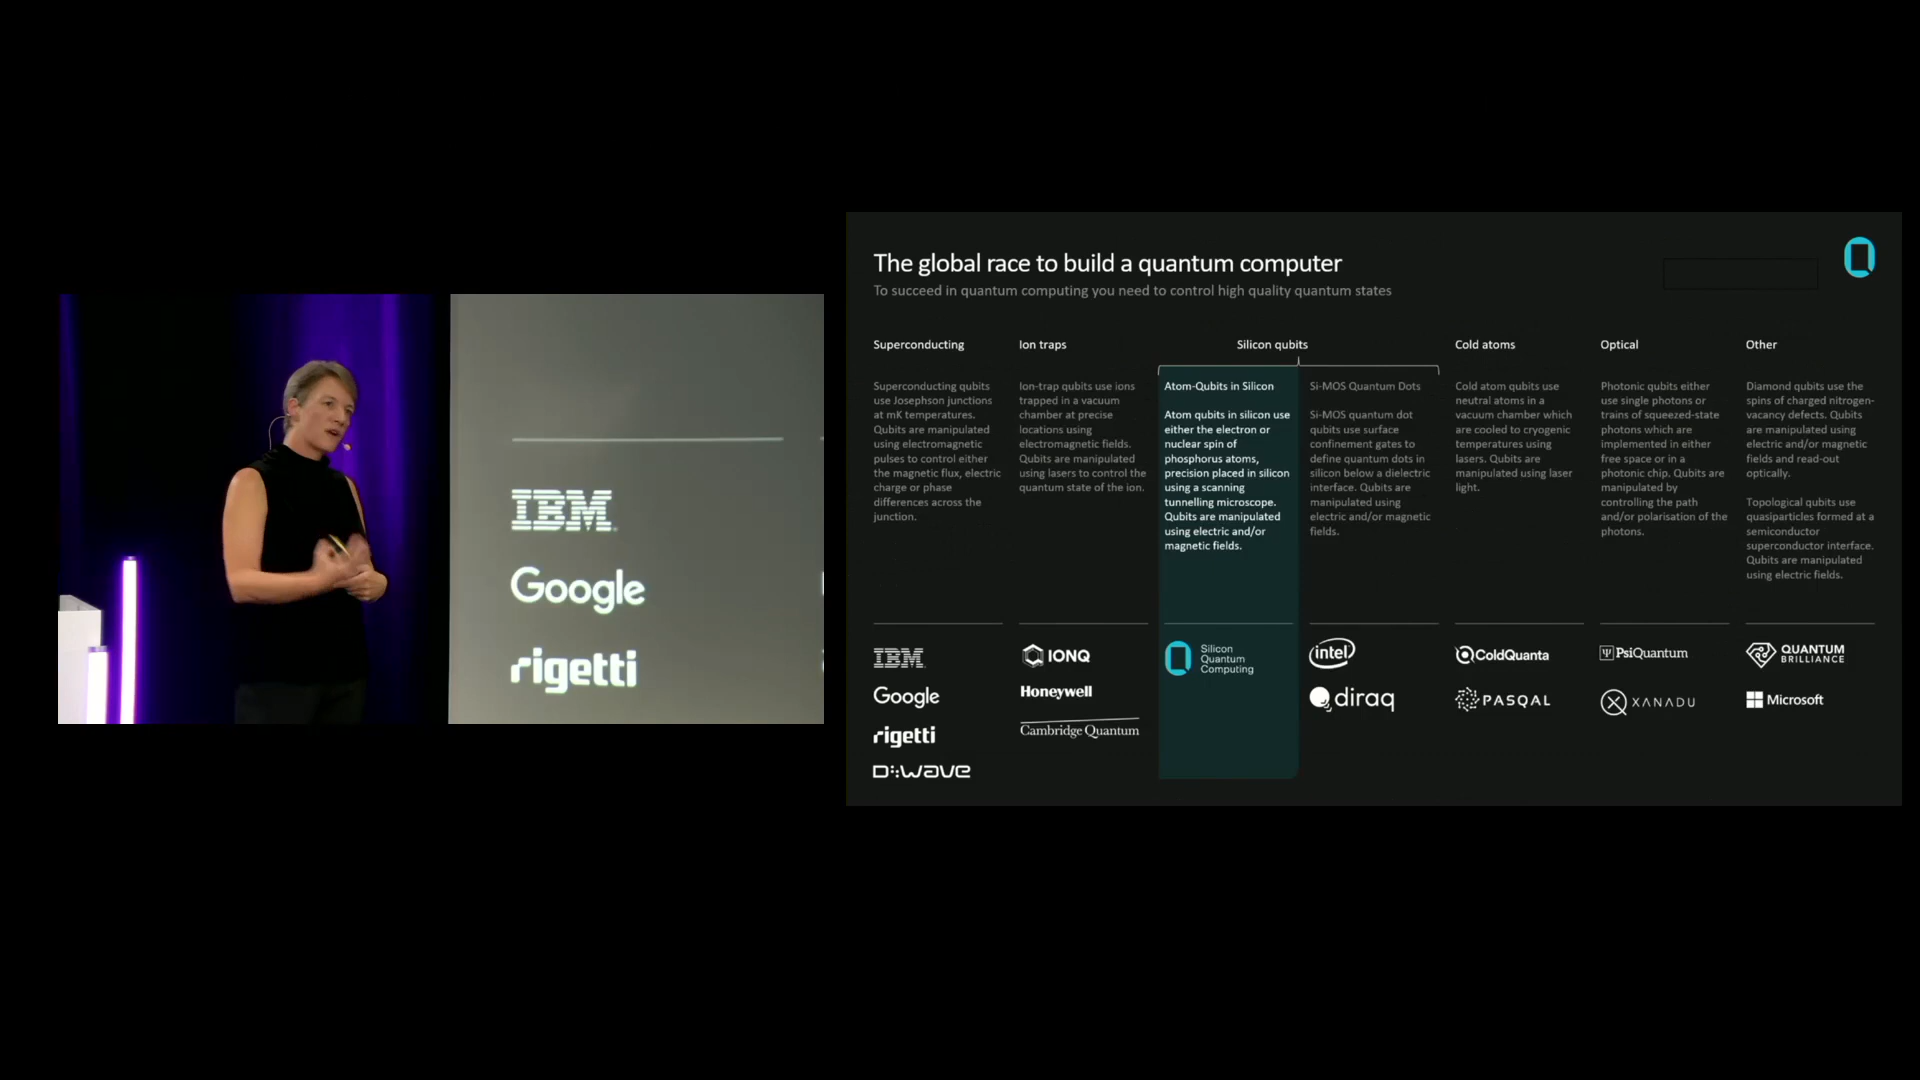 IBM
Google
rigetti
The global race to build a quantum computer
To succeed in quantum computing you need to control high quality quantum states
Superconducting
Superconducting qubits
use Josephson junctions
at mK temperatures.
Qubits are manipulated
using electromagnetic
pulses to control either
the magnetic flux, electric
charge or phase
differences across the
junction.
IBM
Google
rigetti
D:wave
Ion traps
Ion-trap qubits use ions
trapped in a vacuum
chamber at precise
locations using
electromagnetic fields.
Qubits are manipulated
using lasers to control the
quantum state of the ion.
IONQ
Honeywell
Cambridge Quantum
Silicon qubits
Atom-Qubits in Silicon
Atom qubits in silicon use
either the electron or
nuclear spin of
phosphorus atoms,
precision placed in silicon
using a scanning
tunnelling microscope.
Qubits are manipulated
using electric and/or
magnetic fields.
Silicon
Quantum
Computing
Si-MOS Quantum Dots
Si-MOS quantum dot
qubits use surface
confinement gates to
define quantum dots in
silicon below a dielectric
interface. Qubits are
manipulated using
electric and/or magnetic
fields.
intel
diraq
Cold atoms
Cold atom qubits use
neutral atoms in a
vacuum chamber which
are cooled to cryogenic
temperatures using
lasers. Qubits are
manipulated using laser
light.
ColdQuanta
PASQAL
Optical
Photonic qubits either
use single photons or
trains of squeezed-state
photons which are
implemented in either
free space or in a
photonic chip. Qubits are
manipulated by
controlling the path
and/or polarisation of the
photons.
PsiQuantum
XANADU
Other
Diamond qubits use the
spins of charged nitrogen-
vacancy defects. Qubits
are manipulated using
electric and/or magnetic
fields and read-out
optically.
Topological qubits use
quasiparticles formed at a
semiconductor
superconductor interface.
Qubits are manipulated
using electric fields.
QUANTUM
BRILLIANCE
Microsoft